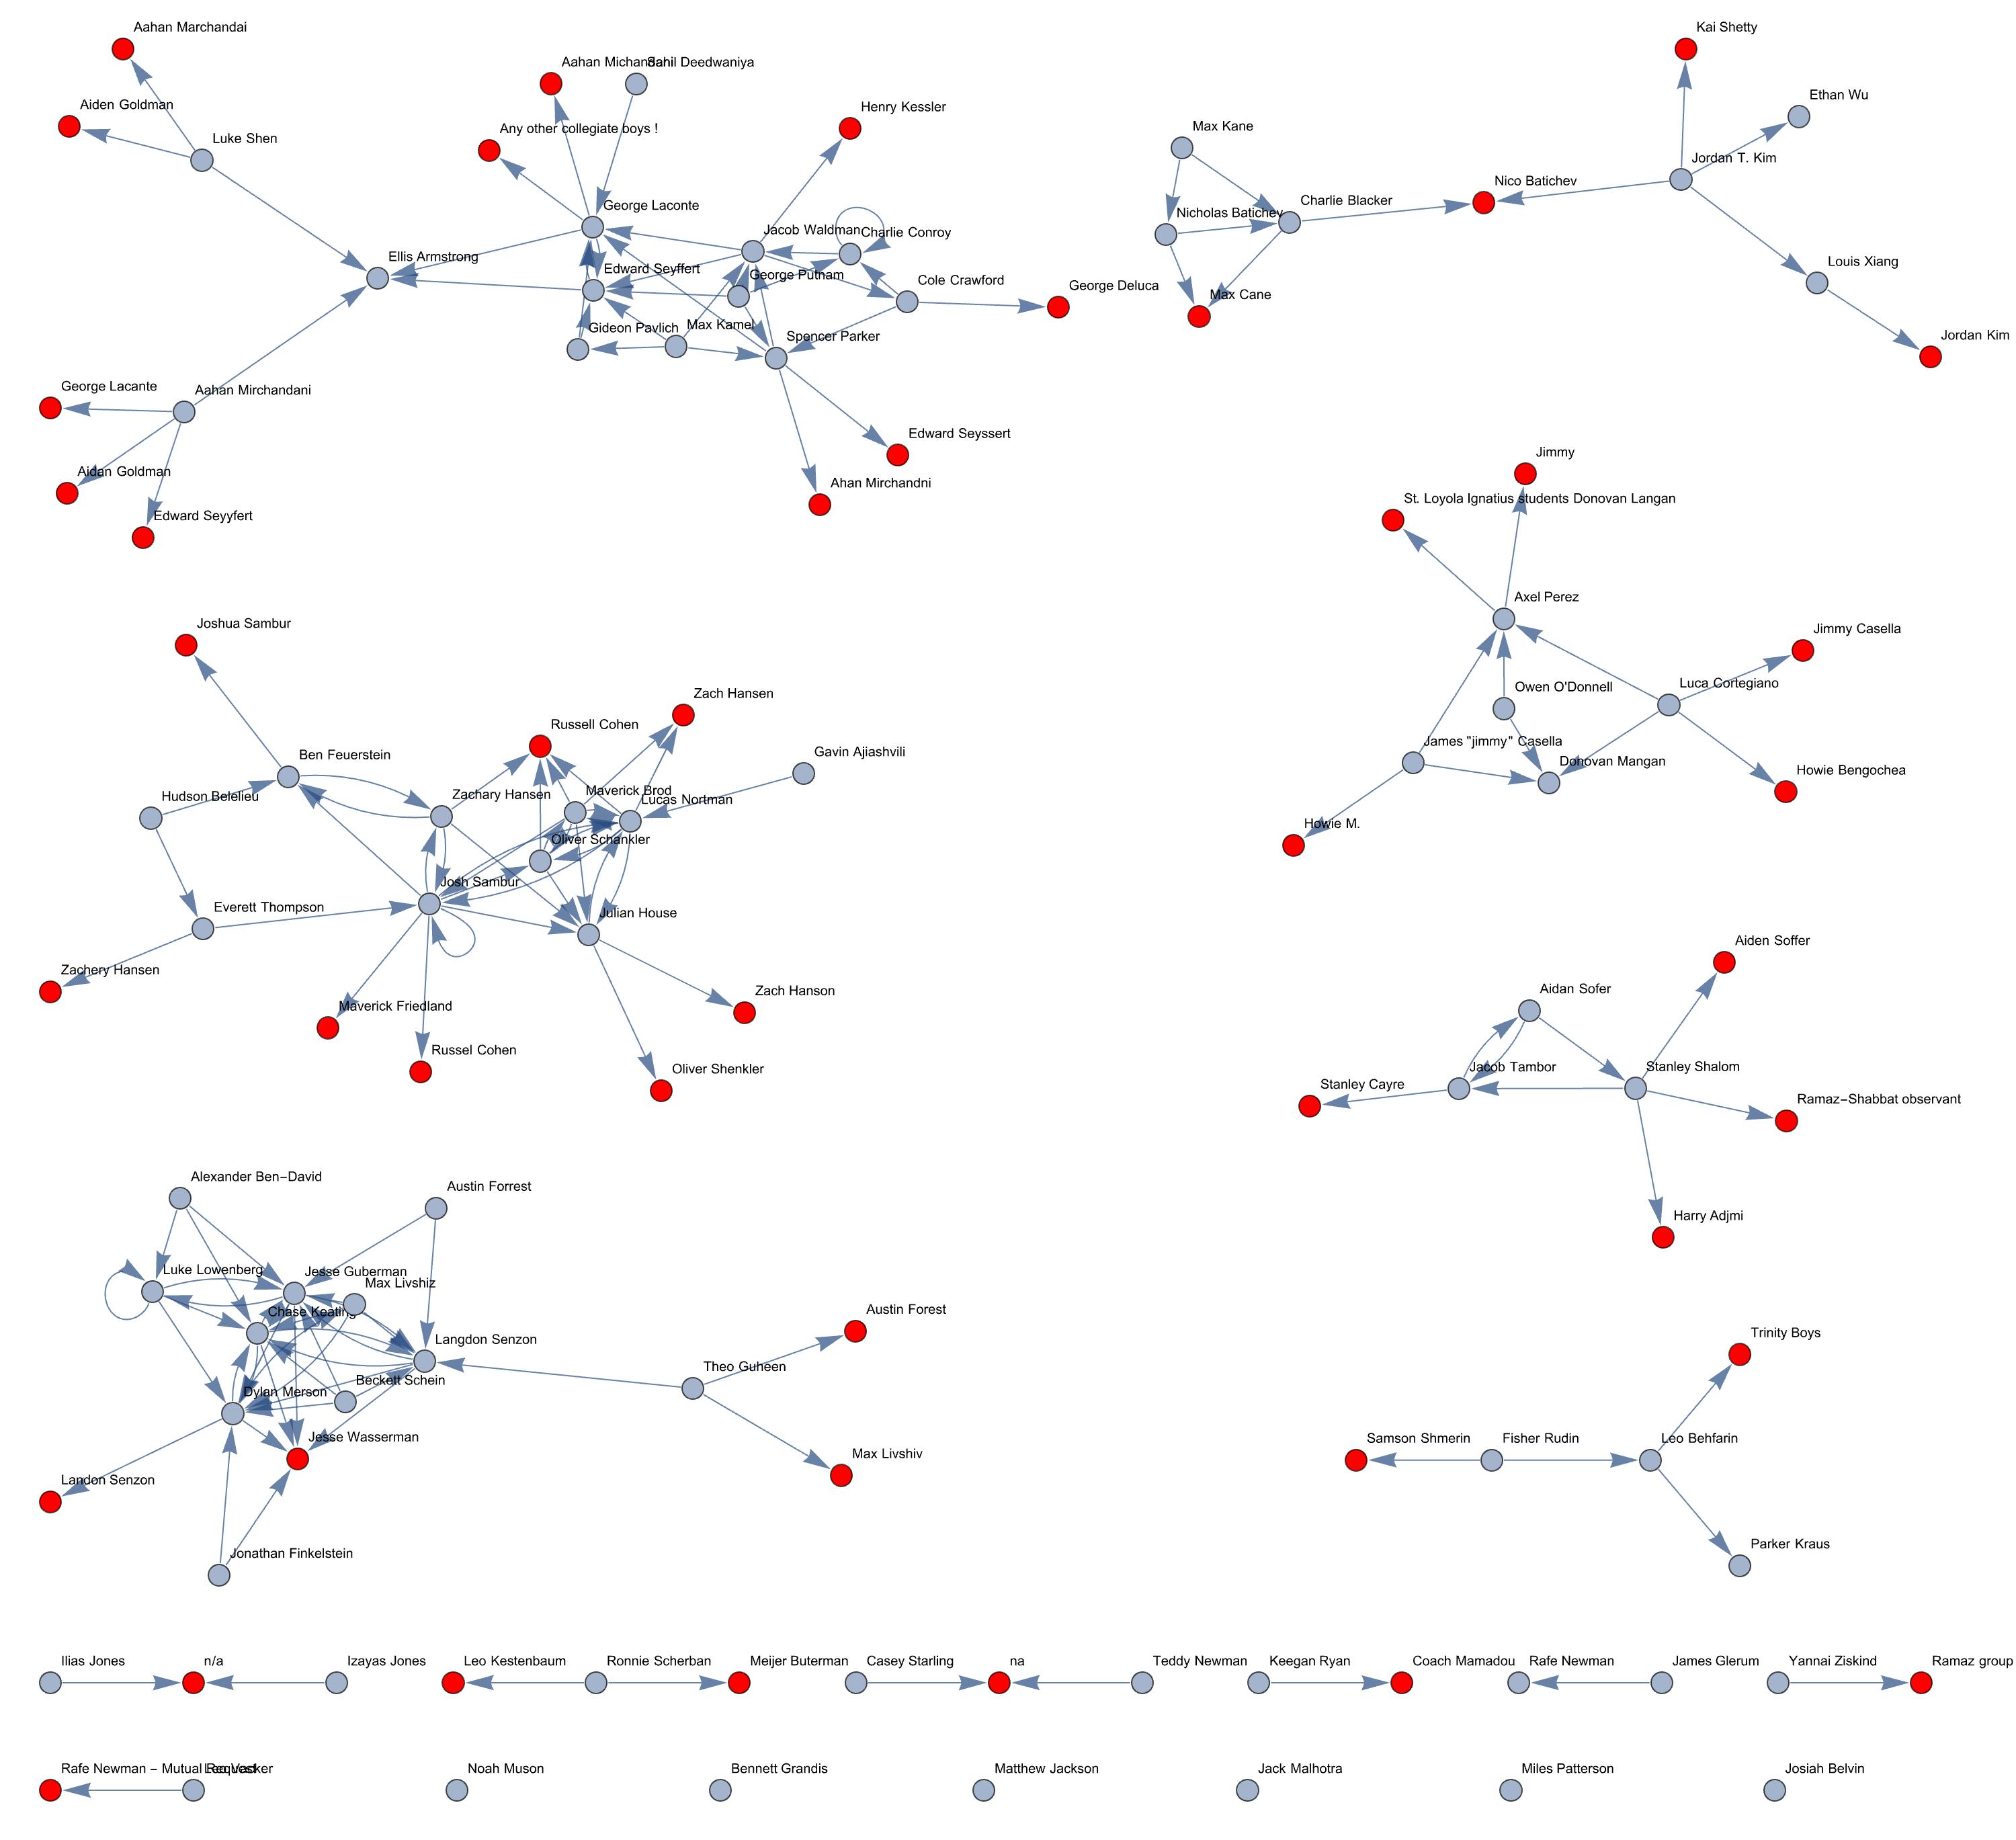 Aahan Marchandai
Aiden Goldman
Luke Shen
Aahan Michandani
Sahil Deedwaniya
Any other collegiate boys !
Henry Kessler
George Laconte
Jacob Waldman
Charlie Conroy
Ellis Armstrong
Edward Seyffert
George Putnam
Cole Crawford
George Deluca
Gideon Pavlich
Max Kamel
Spencer Parker
George Lacante
Aahan Mirchandani
Aidan Goldman
Edward Seyyfert
Edward Seyssert
Ahan Mirchandni
Max Kane
Nicholas Batichev
Charlie Blacker
Max Cane
Nico Batichev
Kai Shetty
Ethan Wu
Jordan T. Kim
Louis Xiang
Jordan Kim
Jimmy
St. Loyola Ignatius students Donovan Langan
Axel Perez
Jimmy Casella
Owen O'Donnell
Luca Cortegiano
James "jimmy" Casella
Donovan Mangan
Howie Bengochea
Howie M.
Joshua Sambur
Zach Hansen
Russell Cohen
Ben Feuerstein
Gavin Ajiashvili
Hudson Belelieu
Zachary Hansen
Maverick Brod
Lucas Nortman
Oliver Schankler
Josh Sambur
Everett Thompson
Julian House
Zachery Hansen
Maverick Friedland
Zach Hanson
Russel Cohen
Oliver Shenkler
Aiden Soffer
Aidan Sofer
Jacob Tambor
Stanley Shalom
Stanley Cayre
Ramaz-Shabbat observant
Harry Adjmi
Alexander Ben-David
Austin Forrest
Luke Lowenberg
Jesse Guberman
Max Livshiz
Chase Keating
Langdon Senzon
Austin Forest
Theo Guheen
Dylan Merson
Beckett Schein
Jesse Wasserman
Max Livshiv
Landon Senzon
Jonathan Finkelstein
Trinity Boys
Samson Shmerin
Fisher Rudin
Leo Behfarin
Parker Kraus
Ilias Jones
n/a
Izayas Jones
Leo Kestenbaum
Ronnie Scherban
Meijer Buterman
Casey Starling
na
Teddy Newman
Keegan Ryan
Coach Mamadou
Rafe Newman
James Glerum
Yannai Ziskind
Ramaz group
Rafe Newman - Mutual Request
Noah Muson
Bennett Grandis
Matthew Jackson
Jack Malhotra
Miles Patterson
Josiah Belvin